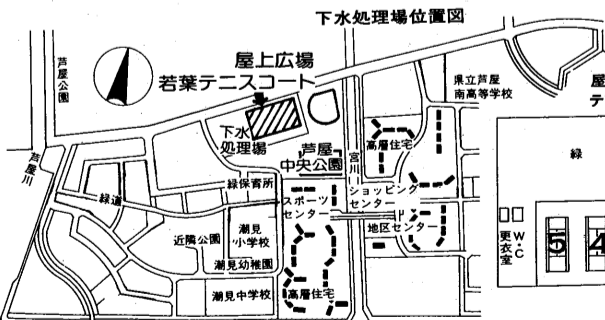 下水処理場位置図
屋上広場
若葉テニスコート
芦屋公園
芦屋川
下水
処理場
芦屋
中央公園
宮川
県立芦屋
南高等学校
高層住宅
緑保育所
緑道
スポーツ
センター
ショッピング
センター
地区センター
近隣公園
潮見
小学校
潮見幼稚園
潮見中学校
高層住宅
屋
テ
緑
W・C
更衣室
5
4